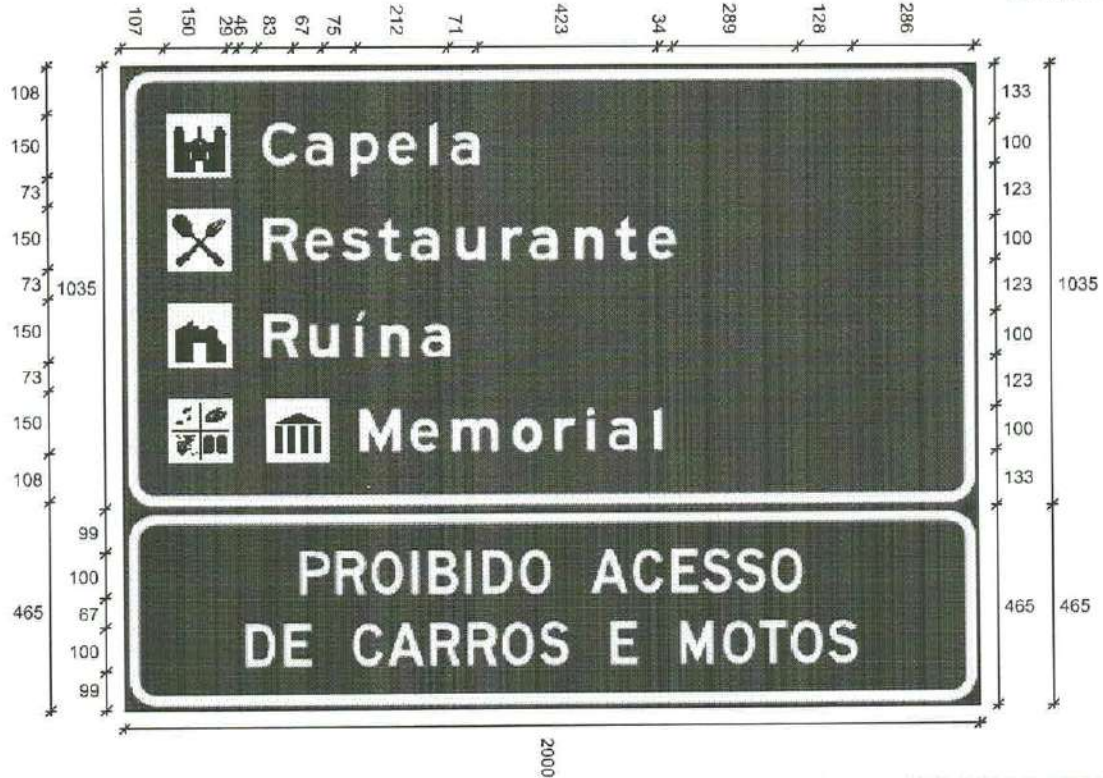 107 150 29 46 83 67 75 212 71 423 34 289 128 286
108 133
Capela
150 100
73 123
Restaurante
150 100
73 1035 123 1035
Ruína
150 100
73 123
Memorial
150 100
108 133
99
PROIBIDO ACESSO
100
465 67 465 465
DE CARROS E MOTOS
100
99
2000